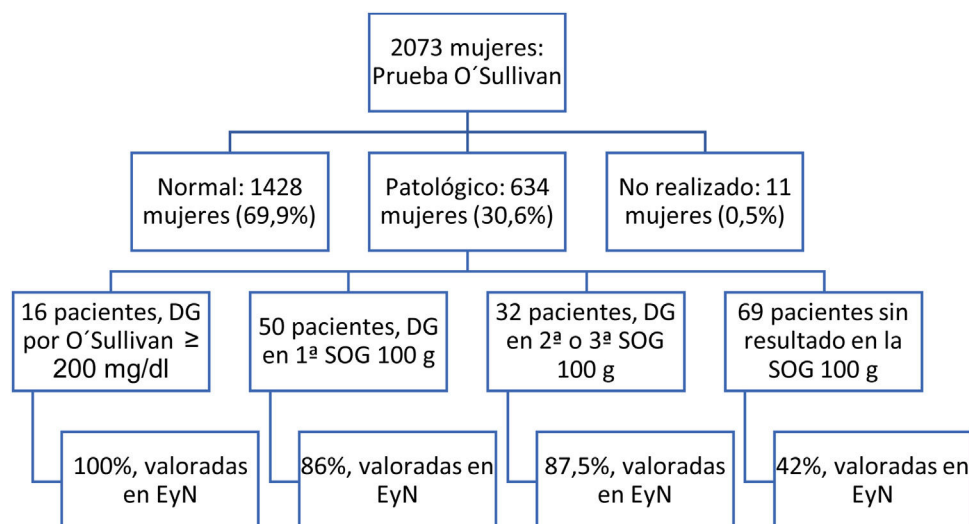 2073 mujeres:
Prueba O´Sullivan
Normal: 1428
mujeres (69,9%)
Patológico: 634
mujeres (30,6%)
No realizado: 11
mujeres (0,5%)
16 pacientes, DG
por O´Sullivan ≥
200 mg/dl
50 pacientes, DG
en 1ª SOG 100 g
32 pacientes, DG
en 2ª o 3ª SOG
100 g
69 pacientes sin
resultado en la
SOG 100 g
100%, valoradas
en EyN
86%, valoradas en
EyN
87,5%, valoradas
en EyN
42%, valoradas en
EyN